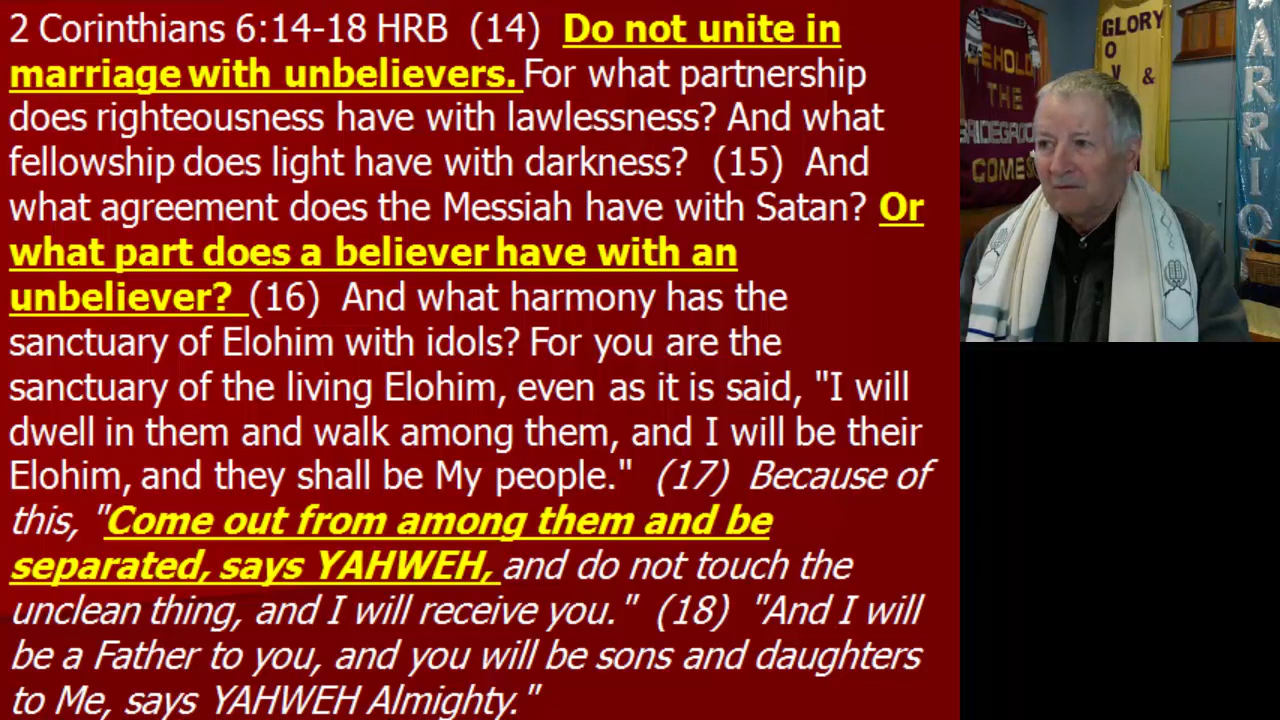 2 Corinthians 6:14-18 HRB (14) Do not unite in
marriage with unbelievers. For what partnership
does righteousness have with lawlessness? And what
fellowship does light have with darkness? (15) And
what agreement does the Messiah have with Satan? Or
what part does a believer have with an
unbeliever? (16) And what harmony has the
sanctuary of Elohim with idols? For you are the
sanctuary of the living Elohim, even as it is said, "I will
dwell in them and walk among them, and I will be their
Elohim, and they shall be My people." (17) Because of
this, "Come out from among them and be
separated, says YAHWEH, and do not touch the
unclean thing, and I will receive you." (18) "And I will
be a Father to you, and you will be sons and daughters
to Me, says YAHWEH Almighty."
THE
COMES
GLORY
&